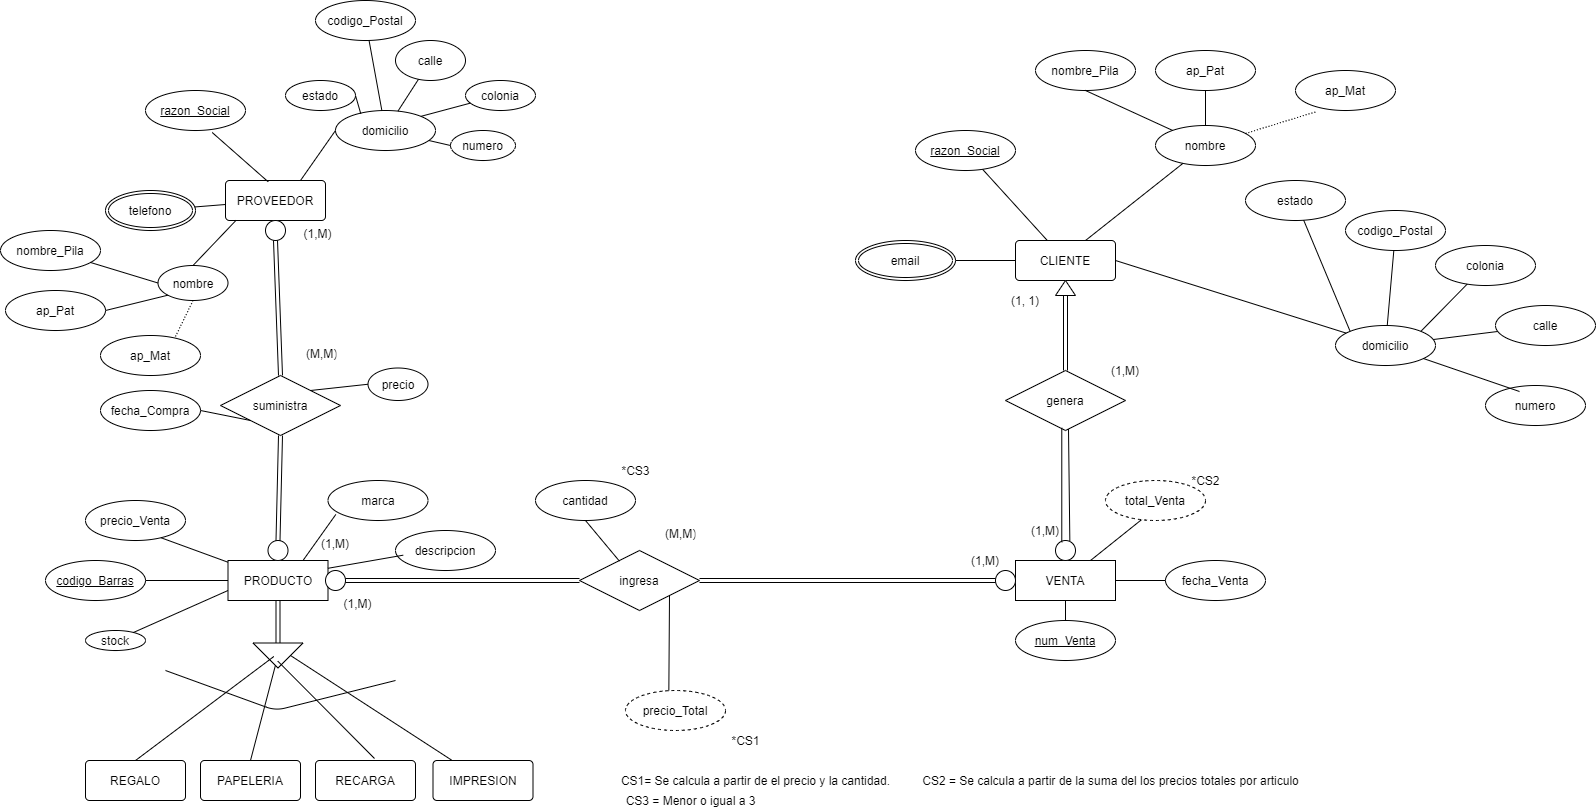 codigo_Postal
calle
estado
colonia
razon_Social
domicilio
numero
PROVEEDOR
telefono
(1,M)
nombre_Pila
nombre
ap_Pat
ap_Mat
(M,M)
precio
fecha_Compra
suministra
marca
precio_Venta
(1,M)
descripcion
codigo_Barras
PRODUCTO
(1,M)
stock
REGALO
PAPELERIA
RECARGA
IMPRESION
*CS3
cantidad
(M,M)
ingresa
precio_Total
*CS1
nombre_Pila
ap_Pat
ap_Mat
razon_Social
nombre
estado
codigo_Postal
email
CLIENTE
colonia
(1, 1)
calle
domicilio
(1,M)
genera
numero
*CS2
total_Venta
(1,M)
(1,M)
VENTA
fecha_Venta
num_Venta
CS1= Se calcula a partir de el precio y la cantidad.
CS2 = Se calcula a partir de la suma del los precios totales por articulo
CS3 = Menor o igual a 3